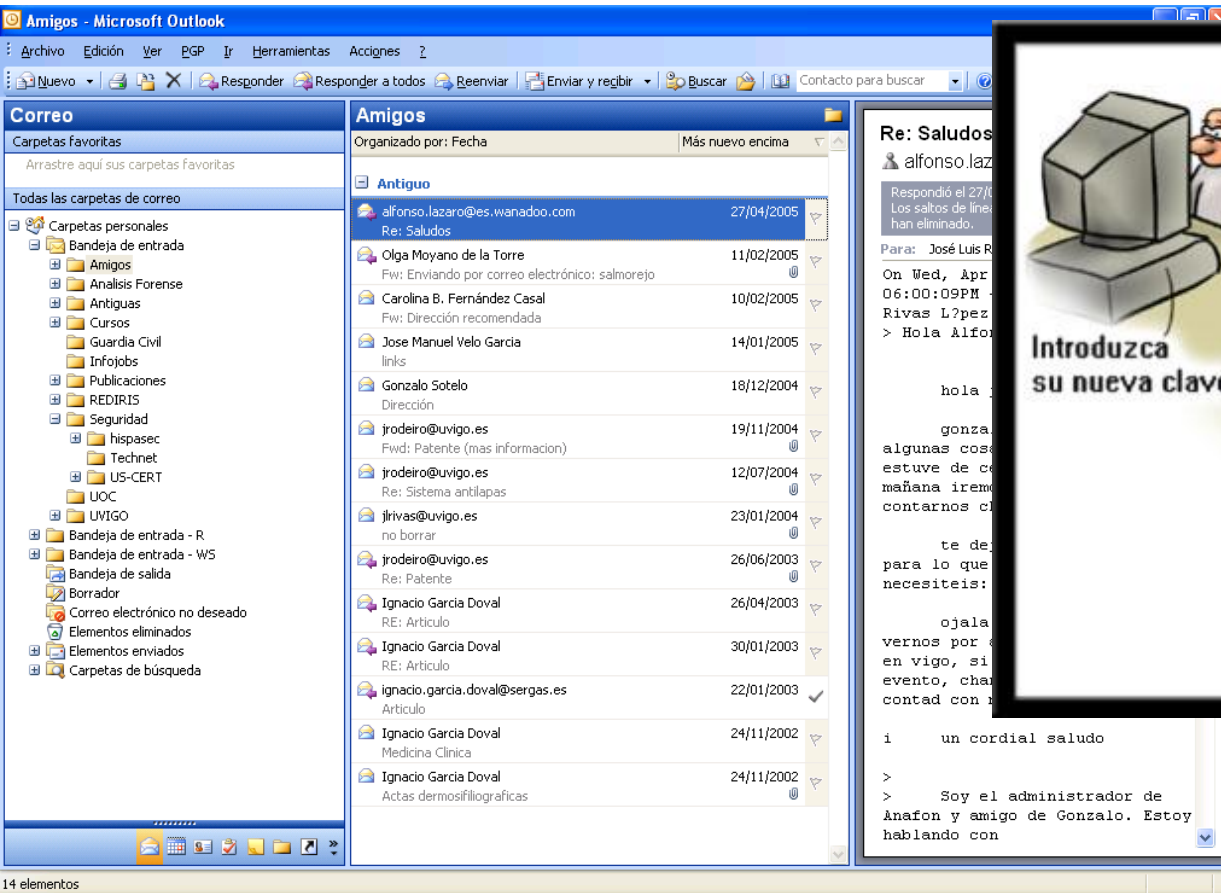 Amigos - Microsoft Outlook
Archivo Edición Ver PGP Ir Herramientas Acciones ?
Nuevo Responder Responder a todos Reenviar Enviar y recibir Buscar Contacto para buscar
Correo
Carpetas favoritas
Arrastre aquí sus carpetas favoritas
Todas las carpetas de correo
Carpetas personales
Bandeja de entrada
Amigos
Analisis Forense
Antiguas
Cursos
Guardia Civil
Infojobs
Publicaciones
REDIRIS
Seguridad
hispasec
Technet
US-CERT
UOC
UVIGO
Bandeja de entrada - R
Bandeja de entrada - WS
Bandeja de salida
Borrador
Correo electrónico no deseado
Elementos eliminados
Elementos enviados
Carpetas de búsqueda
Amigos
Organizado por: Fecha Más nuevo encima
Antiguo
alfonso.lazaro@es.wanadoo.com 27/04/2005
Re: Saludos
Olga Moyano de la Torre 11/02/2005
Fw: Enviando por correo electrónico: salmorejo
Carolina B. Fernández Casal 10/02/2005
Fw: Dirección recomendada
Jose Manuel Velo Garcia 14/01/2005
links
Gonzalo Sotelo 18/12/2004
Dirección
jrodeiro@uvigo.es 19/11/2004
Fwd: Patente (mas informacion)
jrodeiro@uvigo.es 12/07/2004
Re: Sistema antilapas
jlrivas@uvigo.es 23/01/2004
no borrar
jrodeiro@uvigo.es 26/06/2003
Re: Patente
Ignacio Garcia Doval 26/04/2003
RE: Articulo
Ignacio Garcia Doval 30/01/2003
RE: Articulo
ignacio.garcia.doval@sergas.es 22/01/2003
Articulo
Ignacio Garcia Doval 24/11/2002
Medicina Clinica
Ignacio Garcia Doval 24/11/2002
Actas dermosifiliograficas
Re: Saludos
alfonso.laz
Respondió el 27/0
Los saltos de líne
han eliminado.
Para: José Luis R
On Wed, Apr
06:00:09PM
Rivas L?pez
> Hola Alfo
hola
gonza
algunas cosa
estuve de ce
mañana iremo
contarnos c
te dej
para lo que
necesiteis:
ojala
vernos por
en vigo, si
evento, cha
contad con
i un cordial saludo
>
> Soy el administrador de
Anafon y amigo de Gonzalo. Estoy
hablando con
Introduzca
su nueva clave
14 elementos